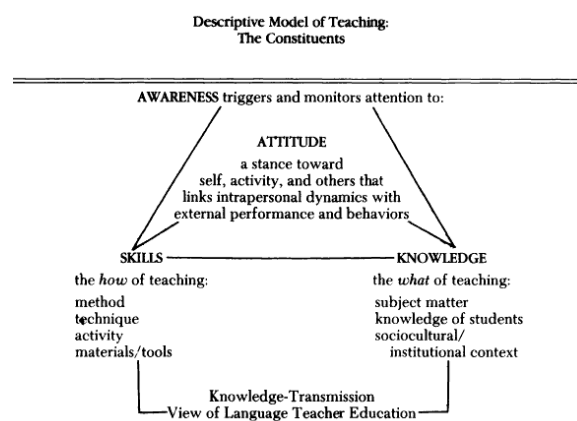 Descriptive Model of Teaching:
The Constituents
AWARENESS triggers and monitors attention to:
ATTITUDE
a stance toward
self, activity, and others that
links intrapersonal dynamics with
external performance and behaviors
SKILLS
KNOWLEDGE
the how of teaching:
method
technique
activity
materials/tools
the what of teaching:
subject matter
knowledge of students
sociocultural/
institutional context
Knowledge-Transmission
View of Language Teacher Education